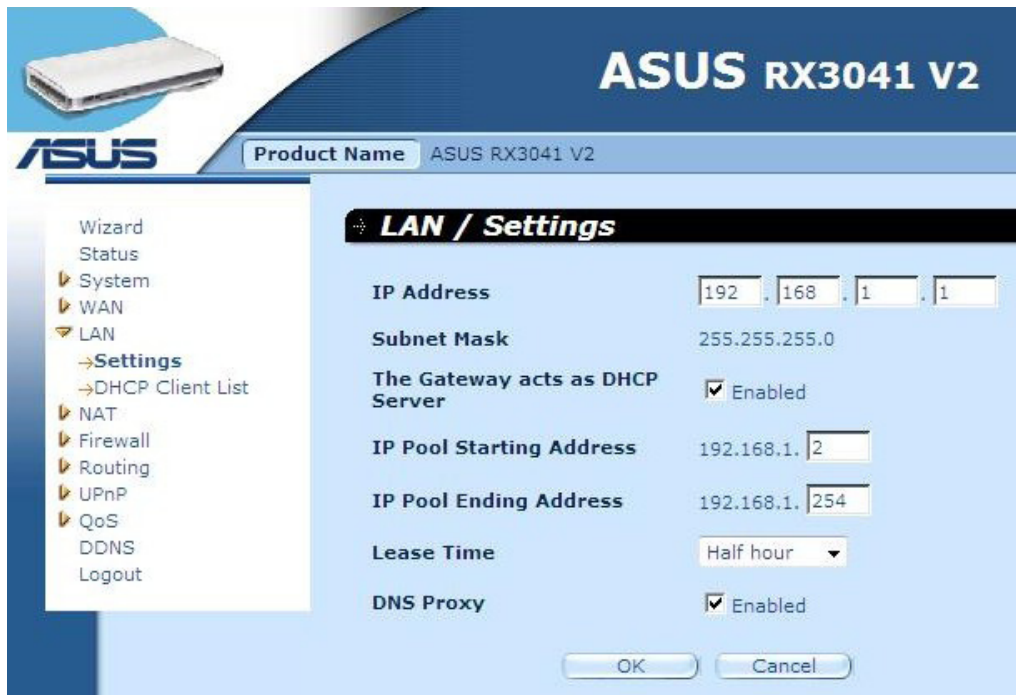 ASUS RX3041 V2
ASUS
Product Name ASUS RX3041 V2
Wizard
Status
System
WAN
LAN
→Settings
→DHCP Client List
NAT
Firewall
Routing
UPnP
QoS
DDNS
Logout
LAN / Settings
IP Address 192 . 168 . 1 . 1
Subnet Mask 255.255.255.0
The Gateway acts as DHCP
Server Enabled
IP Pool Starting Address 192.168.1. 2
IP Pool Ending Address 192.168.1. 254
Lease Time Half hour
DNS Proxy Enabled
OK Cancel